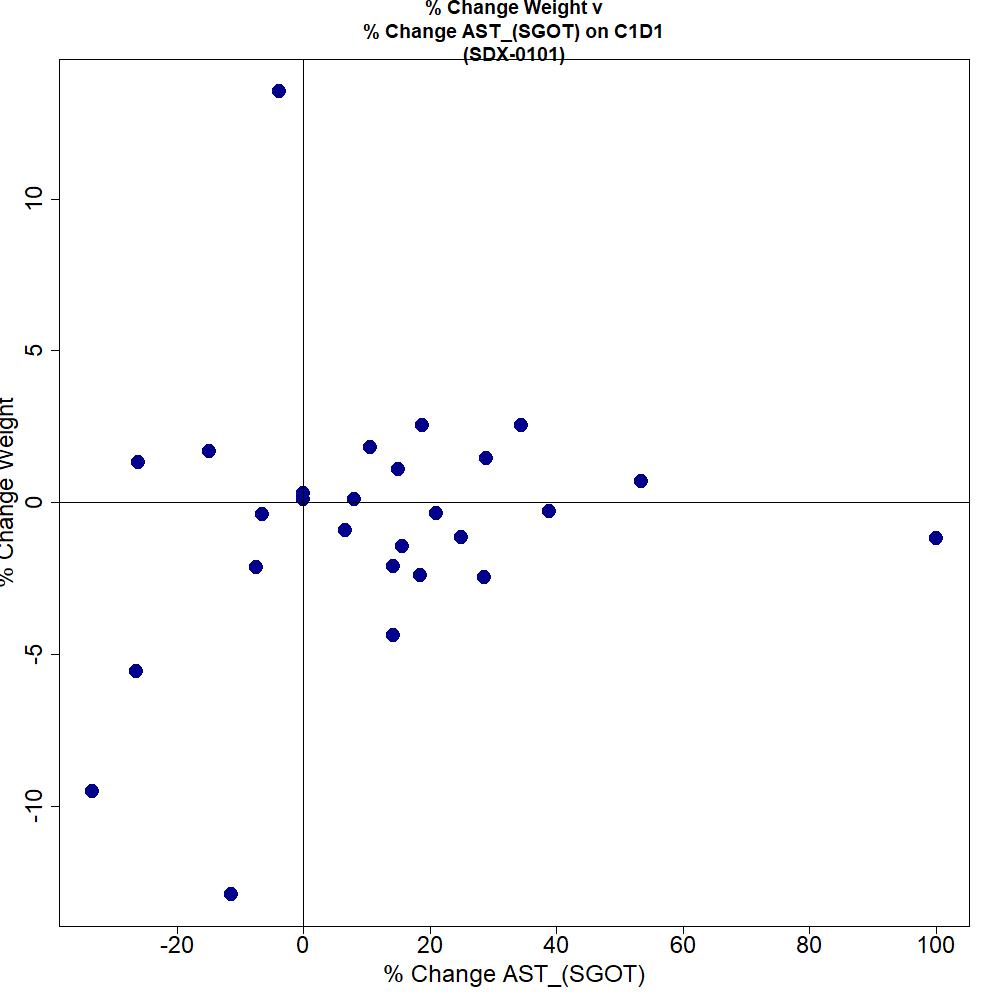 % Change Weight v
% Change AST_(SGOT) on C1D1
(SDX-0101)
% Change Weight
10
5
0
-5
-10
-20
0
20
40
60
80
100
% Change AST_(SGOT)